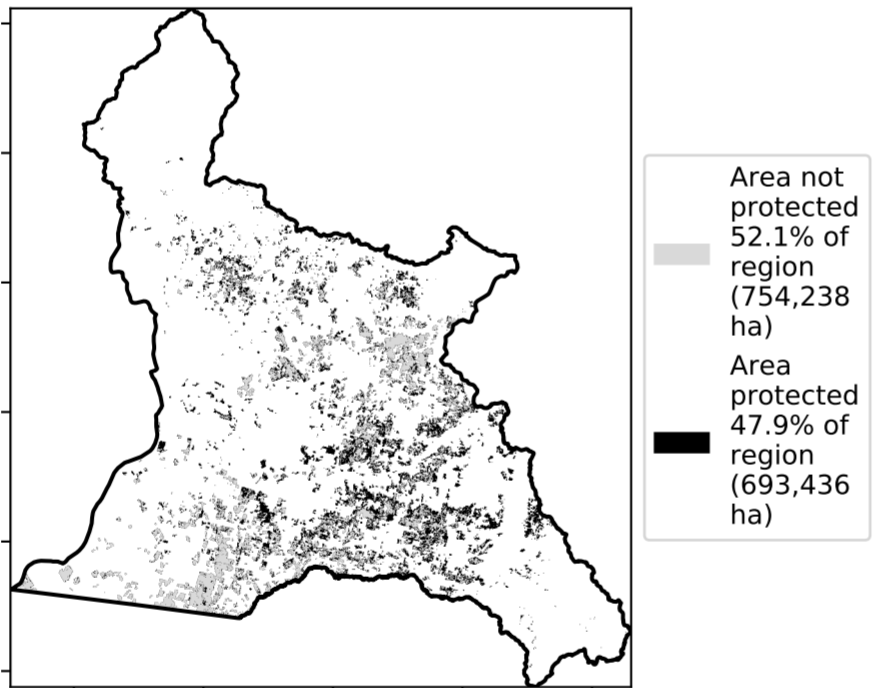 Area not
protected
52.1% of
region
(754,238
ha)
Area
protected
47.9% of
region
(693,436
ha)